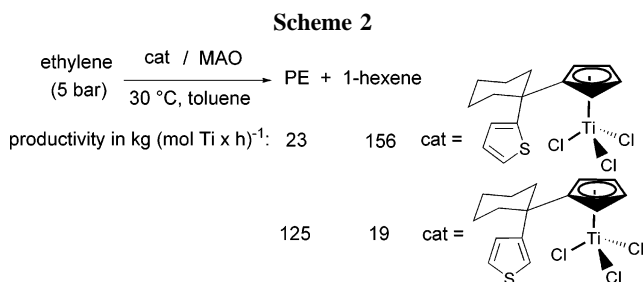 Scheme 2
ethylene
(5 bar)
cat / MAO
30 °C, toluene
PE + 1-hexene
productivity in kg (mol Ti x h)⁻¹: 23 156 cat =
S
Ti
Cl
Cl
Cl
125 19 cat =
S
Ti
Cl
Cl
Cl